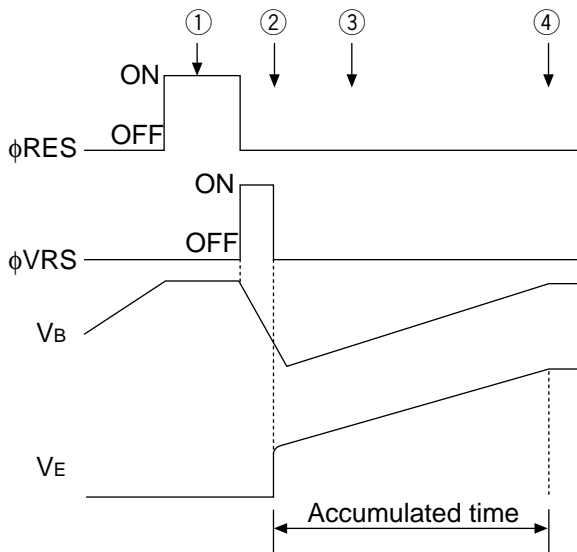 ① ② ③ ④
ON
OFF
φRES
ON
OFF
φVRS
VB
VE
Accumulated time